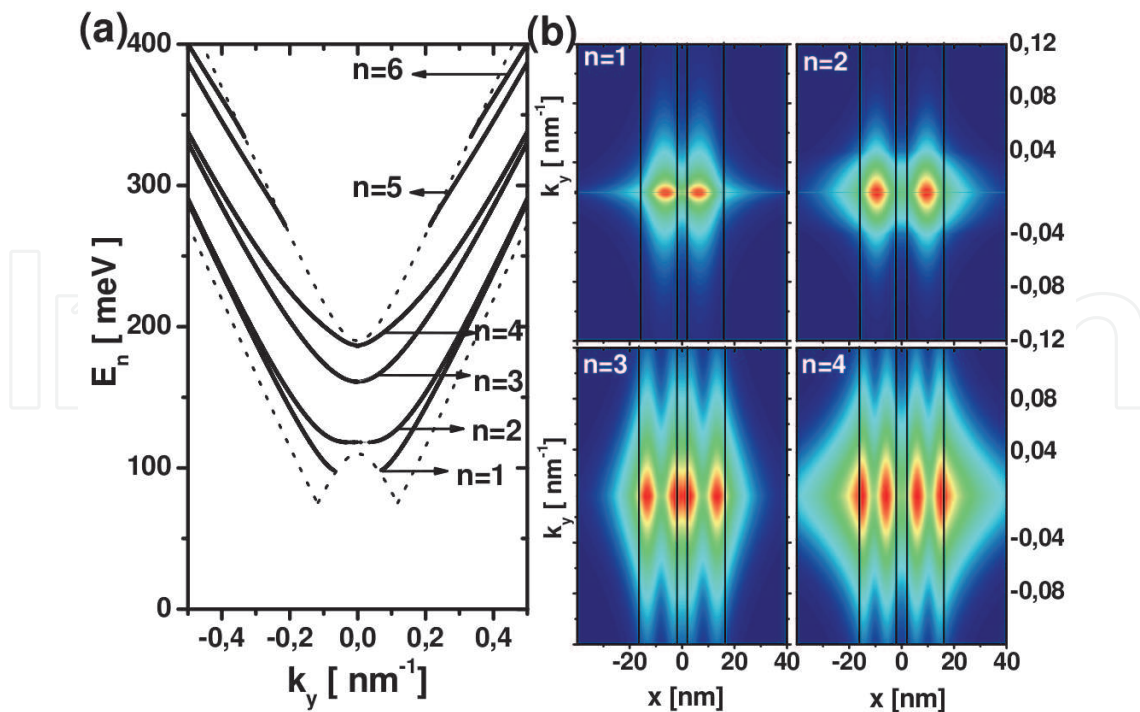 (a)
E_n [ meV ]
400
300
200
100
0
n=6
n=5
n=4
n=3
n=2
n=1
-0,4 -0,2 0,0 0,2 0,4
k_y [ nm^-1 ]
(b)
n=1 n=2
k_y [ nm^-1 ]
0,12
0,08
0,04
-0,04
-0,08
-0,12
n=3 n=4
k_y [ nm^-1 ]
0,08
0,04
-0,04
-0,08
-20 0 20 40 -20 0 20 40
x [nm] x [nm]